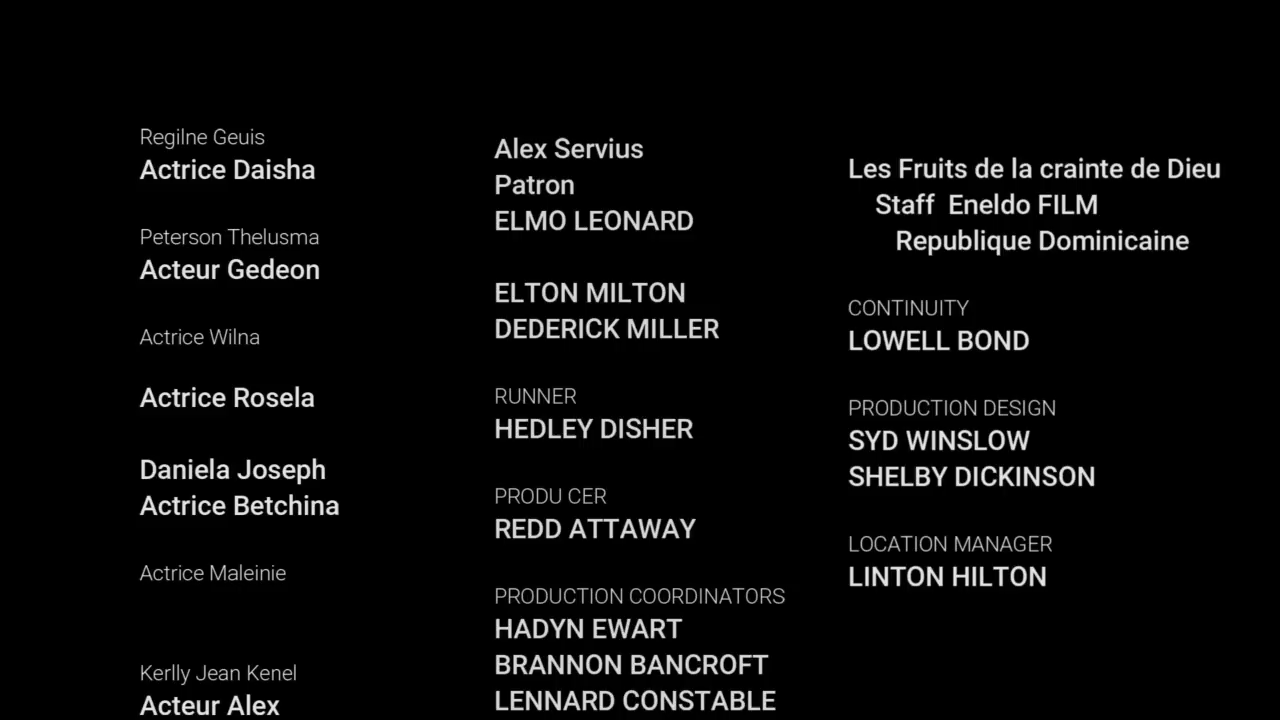 Regilne Geuis
Actrice Daisha
Peterson Thelusma
Acteur Gedeon
Actrice Wilna
Actrice Rosela
Daniela Joseph
Actrice Betchina
Actrice Maleinie
Kerlly Jean Kenel
Acteur Alex
Alex Servius
Patron
ELMO LEONARD
ELTON MILTON
DEDERICK MILLER
RUNNER
HEDLEY DISHER
PRODU CER
REDD ATTAWAY
PRODUCTION COORDINATORS
HADYN EWART
BRANNON BANCROFT
LENNARD CONSTABLE
Les Fruits de la crainte de Dieu
Staff Eneldo FILM
Republique Dominicaine
CONTINUITY
LOWELL BOND
PRODUCTION DESIGN
SYD WINSLOW
SHELBY DICKINSON
LOCATION MANAGER
LINTON HILTON